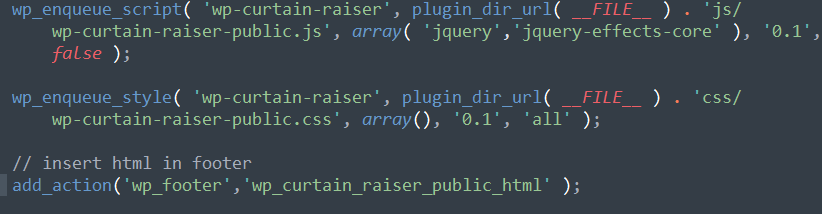 wp_enqueue_script( 'wp-curtain-raiser', plugin_dir_url( __FILE__ ) . 'js/
wp-curtain-raiser-public.js', array( 'jquery','jquery-effects-core' ), '0.1',
false );
wp_enqueue_style( 'wp-curtain-raiser', plugin_dir_url( __FILE__ ) . 'css/
wp-curtain-raiser-public.css', array(), '0.1', 'all' );
// insert html in footer
add_action('wp_footer','wp_curtain_raiser_public_html' );